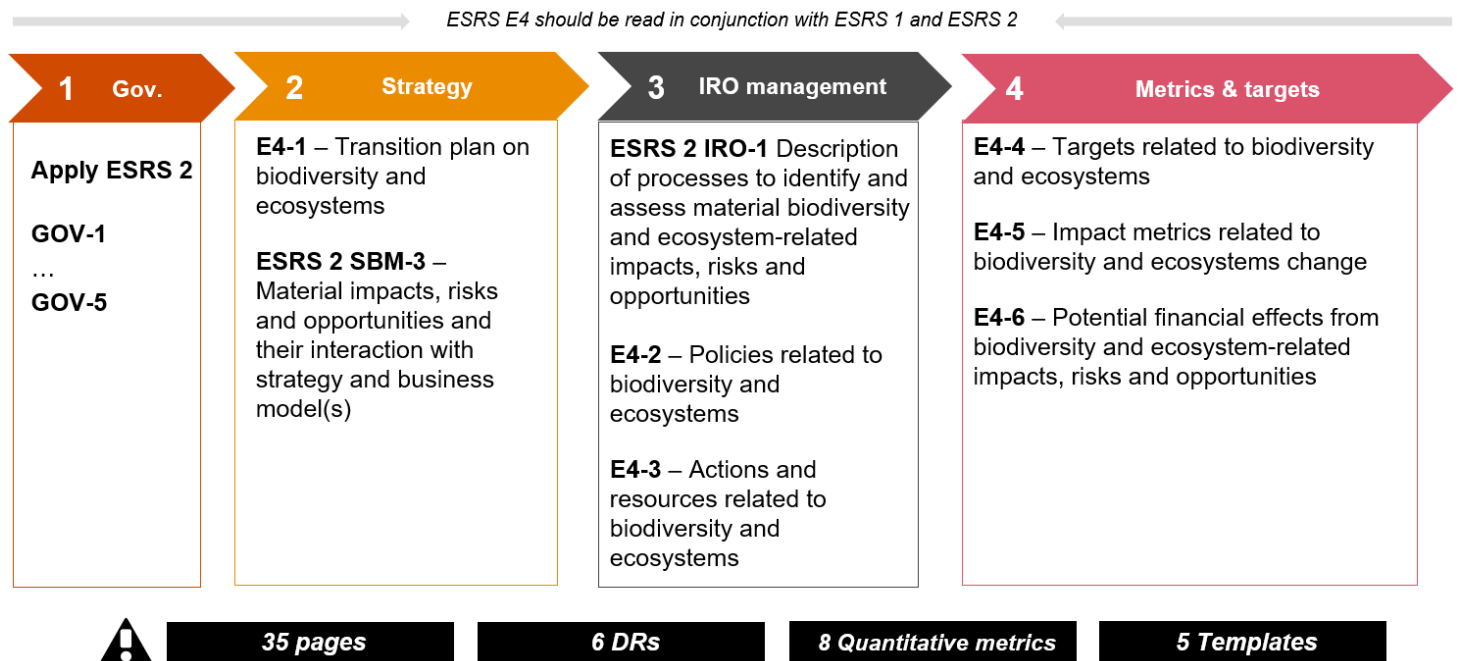 ESRS E4 should be read in conjunction with ESRS 1 and ESRS 2
1 Gov.
Apply ESRS 2
GOV-1
…
GOV-5
2 Strategy
E4-1 – Transition plan on
biodiversity and
ecosystems
ESRS 2 SBM-3 –
Material impacts, risks
and opportunities and
their interaction with
strategy and business
model(s)
3 IRO management
ESRS 2 IRO-1 Description
of processes to identify and
assess material biodiversity
and ecosystem-related
impacts, risks and
opportunities
E4-2 – Policies related to
biodiversity and
ecosystems
E4-3 – Actions and
resources related to
biodiversity and
ecosystems
4 Metrics & targets
E4-4 – Targets related to biodiversity
and ecosystems
E4-5 – Impact metrics related to
biodiversity and ecosystems change
E4-6 – Potential financial effects from
biodiversity and ecosystem-related
impacts, risks and opportunities
35 pages
6 DRs
8 Quantitative metrics
5 Templates